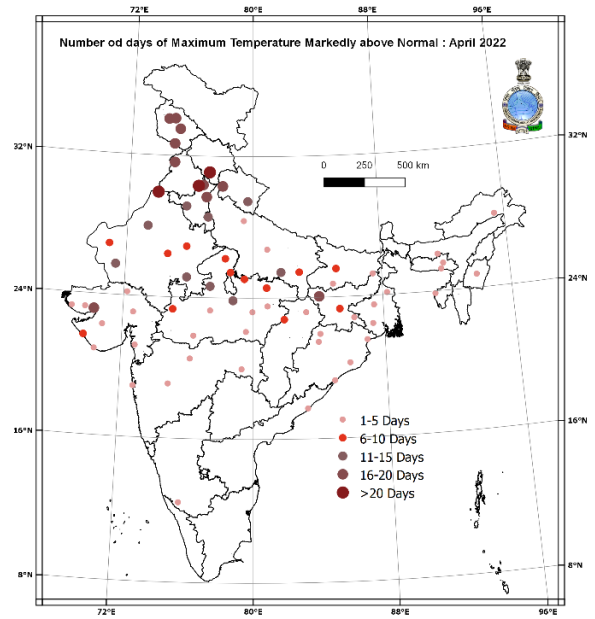 80°E
88°E
96°E
Number od days of Maximum Temperature Markedly above Normal : April 2022
32°N
32°N
0 250 500 km
24°N
24°N
1-5 Days
6-10 Days
11-15 Days
16-20 Days
>20 Days
16°N
16°N
8°N
8°N
72°E
80°E
88°E
96°E